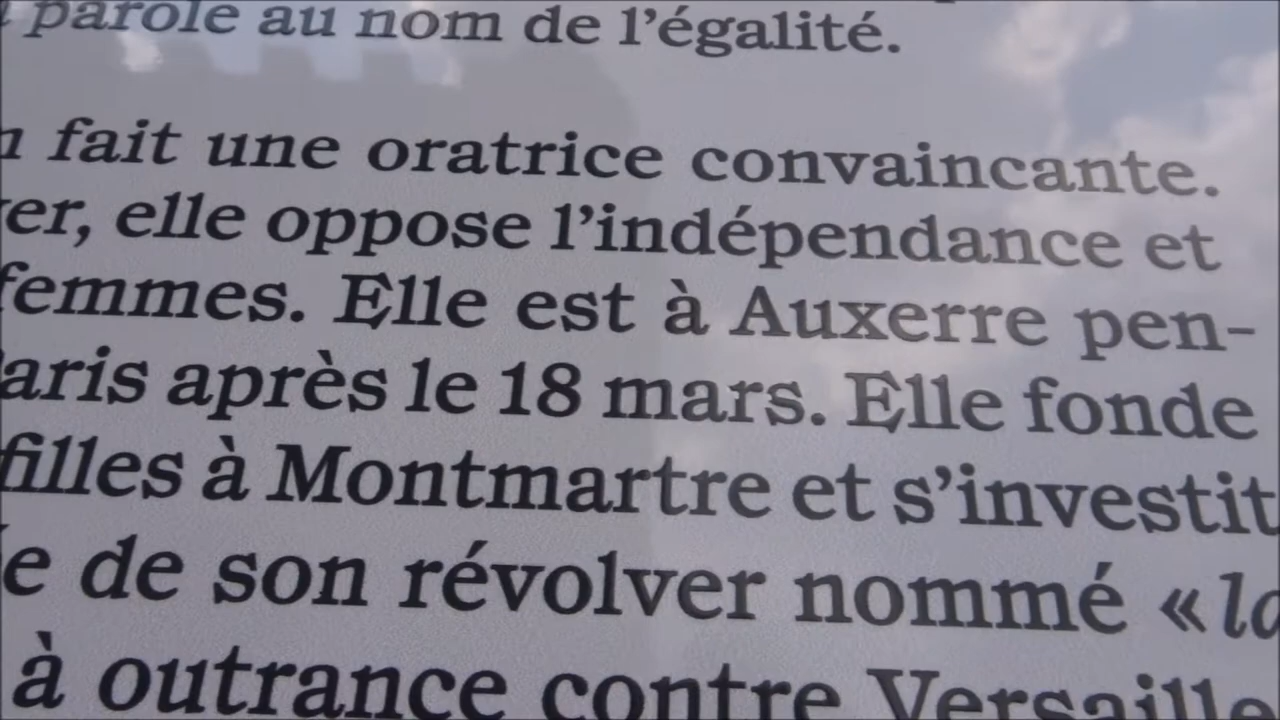 parole au nom de l’égalité.
fait une oratrice convaincante.
er, elle oppose l’indépendance et
femmes. Elle est à Auxerre pen-
aris après le 18 mars. Elle fonde
filles à Montmartre et s’investit
de son révolver nommé «
à outrance contre Versaille